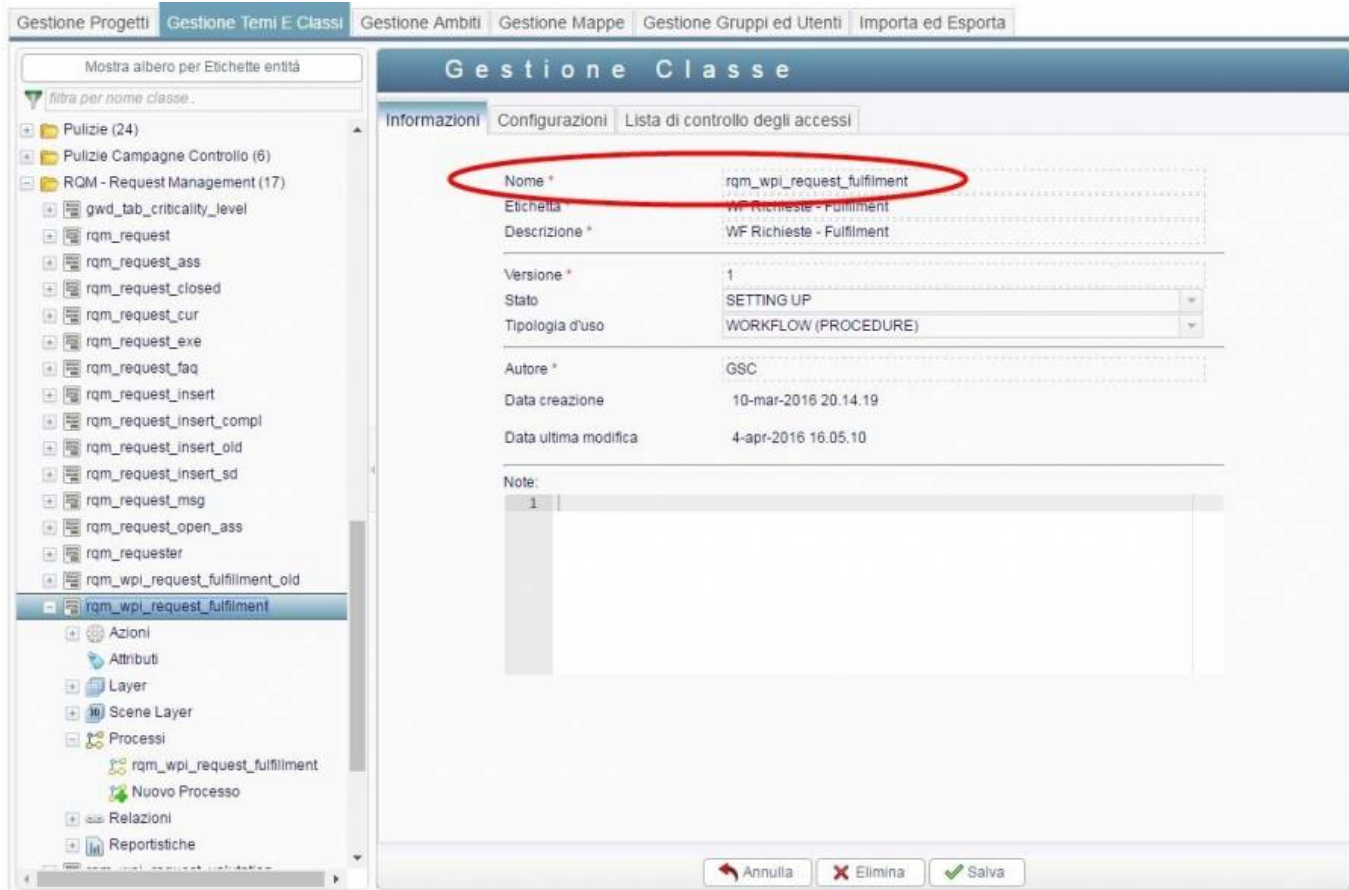 Gestione Progetti Gestione Temi E Classi Gestione Ambiti Gestione Mappe Gestione Gruppi ed Utenti Importa ed Esporta
Mostra albero per Etichette entità
filtra per nome classe..
Pulizie (24)
Pulizie Campagne Controllo (6)
RQM - Request Management (17)
gwd_tab_criticality_level
rqm_request
rqm_request_ass
rqm_request_closed
rqm_request_cur
rqm_request_exe
rqm_request_faq
rqm_request_insert
rqm_request_insert_compl
rqm_request_insert_old
rqm_request_insert_sd
rqm_request_msg
rqm_request_open_ass
rqm_requester
rqm_wpi_request_fulfillment_old
rqm_wpi_request_fulfilment
Azioni
Attributi
Layer
Scene Layer
Processi
rqm_wpi_request_fulfillment
Nuovo Processo
Relazioni
Reportistiche
Gestione Classe
Informazioni Configurazioni Lista di controllo degli accessi
Nome * rqm_wpi_request_fulfilment
Etichetta WF Richieste - Fulfilment
Descrizione * WF Richieste - Fulfilment
Versione * 1
Stato SETTING UP
Tipologia d'uso WORKFLOW (PROCEDURE)
Autore * GSC
Data creazione 10-mar-2016 20.14.19
Data ultima modifica 4-apr-2016 16.05.10
Note:
1
Annulla Elimina Salva